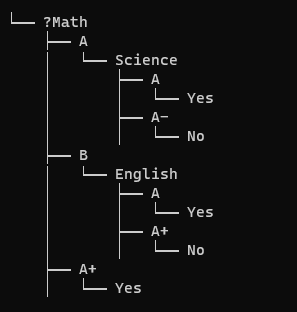 ?Math
A
Science
A
Yes
A-
No
B
English
A
Yes
A+
No
A+
Yes